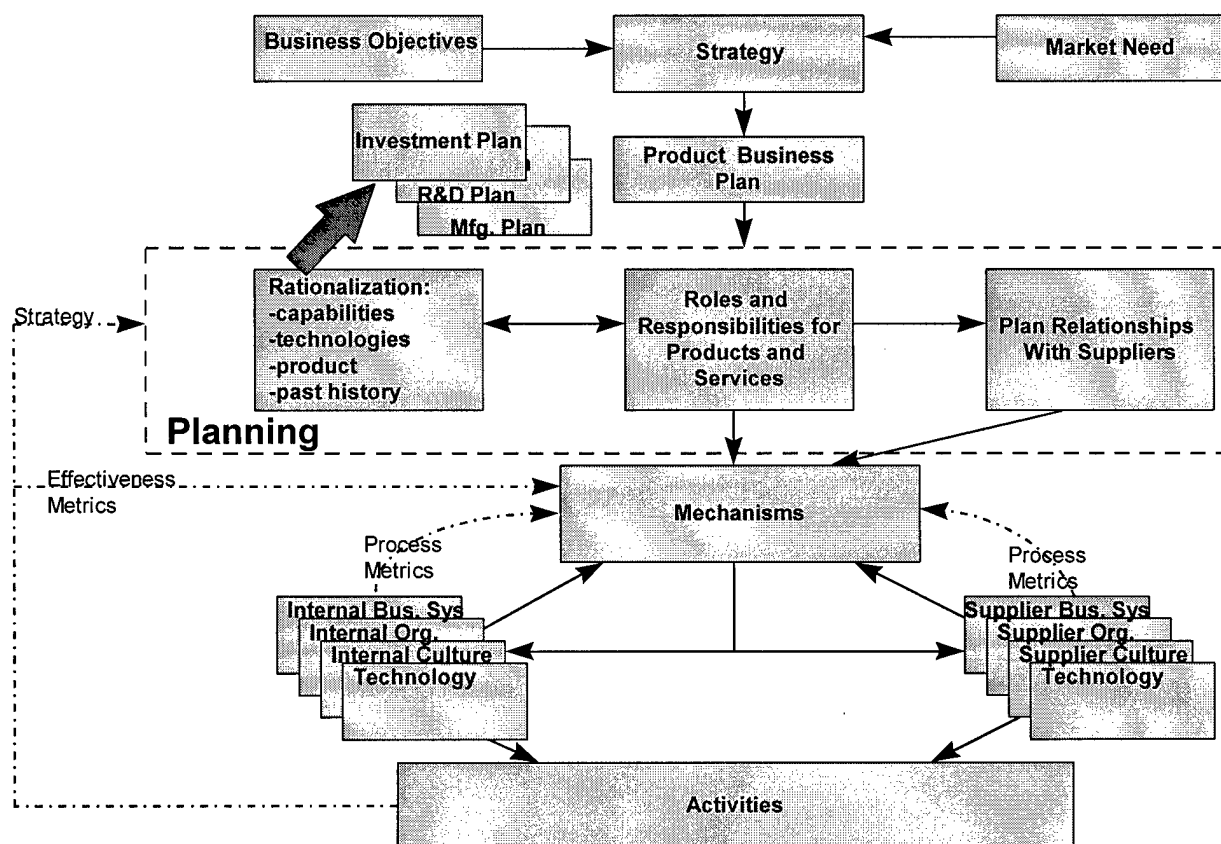 Business Objectives
Strategy
Market Need
Investment Plan
R&D Plan
Mfg. Plan
Product Business
Plan
Rationalization:
-capabilities
-technologies
-product
-past history
Roles and
Responsibilities for
Products and
Services
Plan Relationships
With Suppliers
Strategy
Planning
Effectiveness
Metrics
Mechanisms
Process
Metrics
Process
Metrics
Internal Bus. Sys
Internal Org.
Internal Culture
Technology
Supplier Bus. Sys
Supplier Org.
Supplier Culture
Technology
Activities